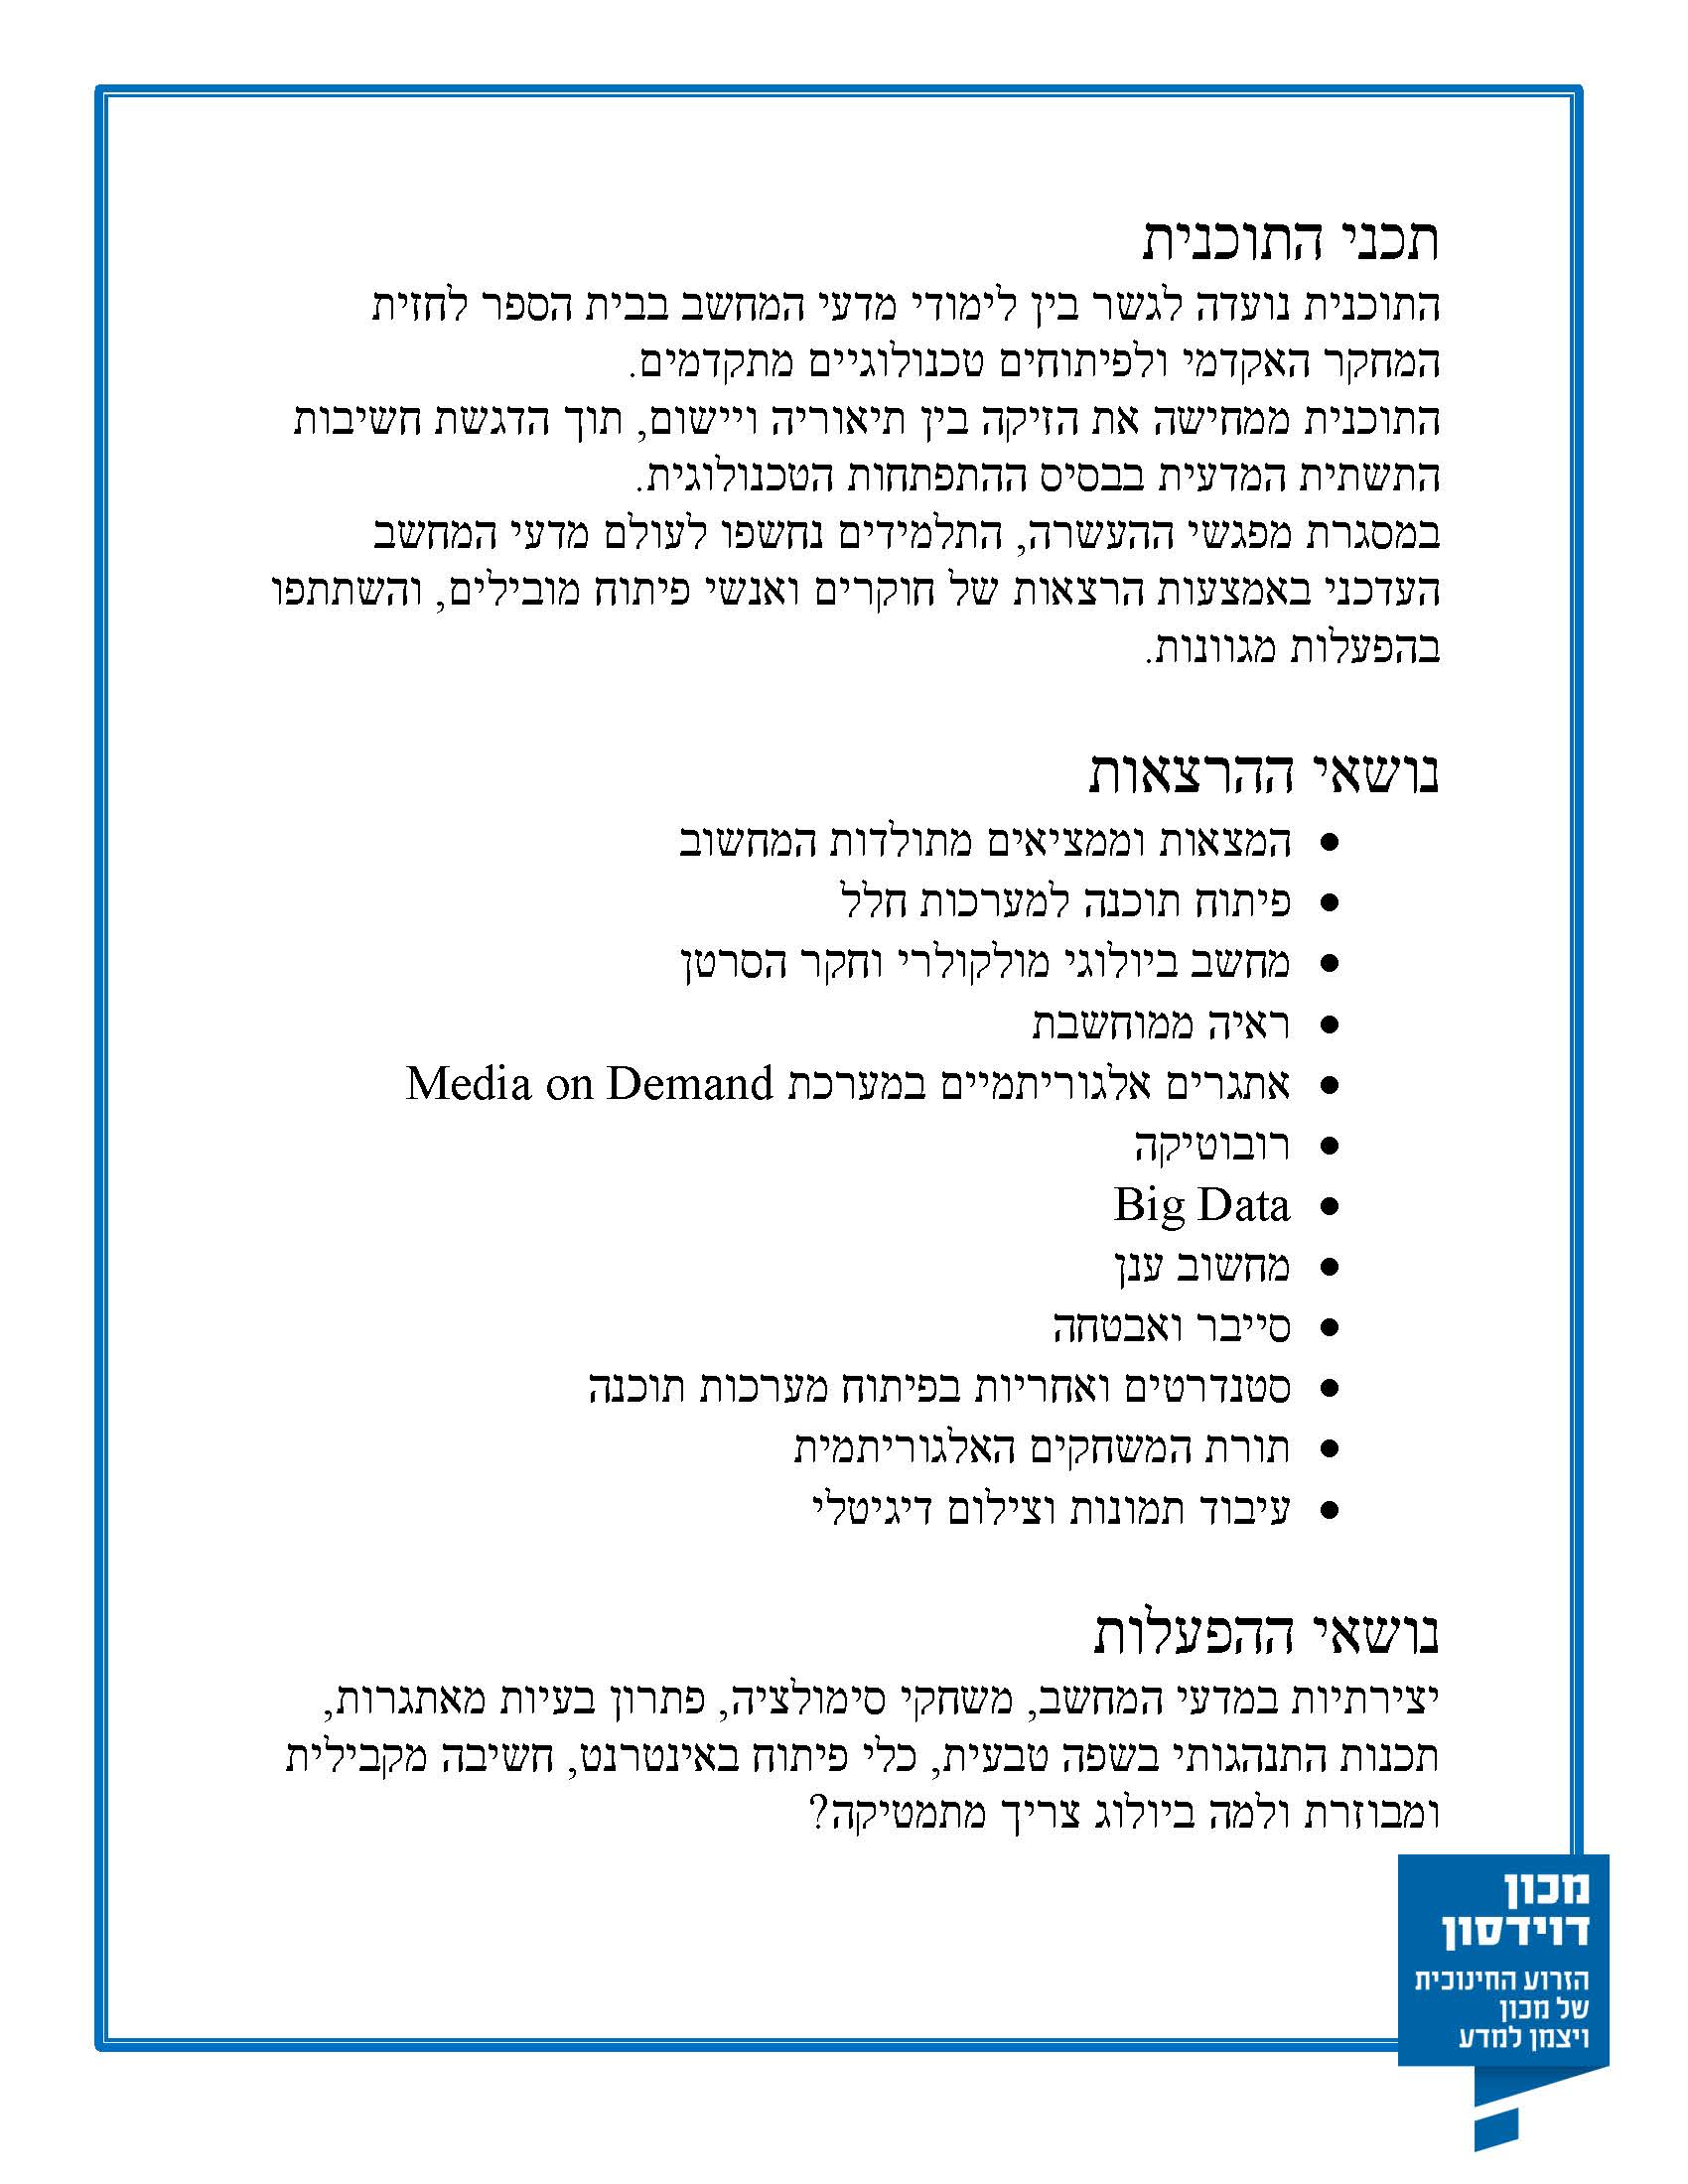 תכני התוכנית
התוכנית נועדה לגשר בין לימודי מדעי המחשב בבית הספר לחזית
המחקר האקדמי ולפיתוחים טכנולוגיים מתקדמים.
התוכנית ממחישה את הזיקה בין תיאוריה ויישום, תוך הדגשת חשיבות
התשתית המדעית בבסיס ההתפתחות הטכנולוגית.
במסגרת מפגשי ההעשרה, התלמידים נחשפו לעולם מדעי המחשב
העדכני באמצעות הרצאות של חוקרים ואנשי פיתוח מובילים, והשתתפו
בהפעלות מגוונות.
נושאי ההרצאות
• המצאות וממציאים מתולדות המחשוב
• פיתוח תוכנה למערכות חלל
• מחשב ביולוגי מולקולרי וחקר הסרטן
• ראיה ממוחשבת
• אתגרים אלגוריתמיים במערכת Media on Demand
• רובוטיקה
• Big Data
• מחשוב ענן
• סייבר ואבטחה
• סטנדרטים ואחריות בפיתוח מערכות תוכנה
• תורת המשחקים האלגוריתמית
• עיבוד תמונות וצילום דיגיטלי
נושאי ההפעלות
יצירתיות במדעי המחשב, משחקי סימולציה, פתרון בעיות מאתגרות,
תכנות התנהגותי בשפה טבעית, כלי פיתוח באינטרנט, חשיבה מקבילית
ומבוזרת ולמה ביולוג צריך מתמטיקה?
מכון
דוידסון
הזרוע החינוכית
של מכון
ויצמן למדע